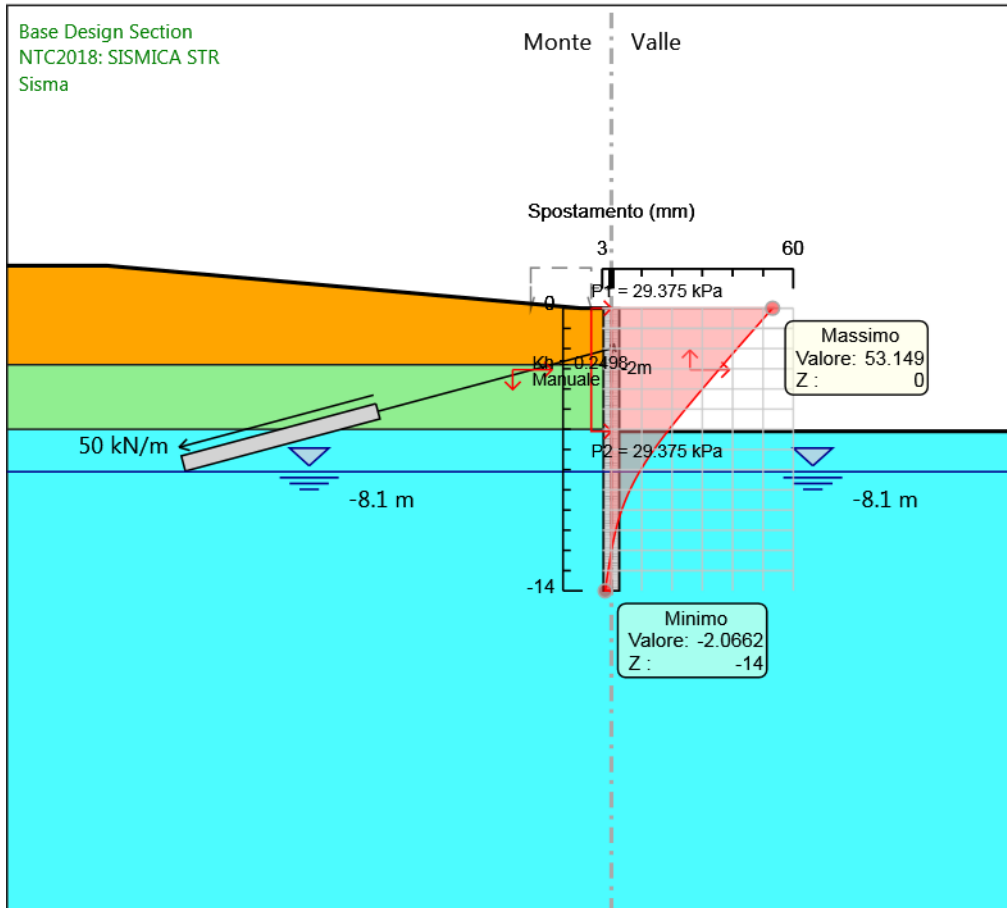 Base Design Section
NTC2018: SISMICA STR
Sisma
Monte
Valle
Spostamento (mm)
3
60
P1 = 29.375 kPa
0
Massimo
Valore: 53.149
Z : 0
Kh = 0.2498
-2m
Manuale
50 kN/m
P2 = 29.375 kPa
-8.1 m
-8.1 m
-14
Minimo
Valore: -2.0662
Z : -14